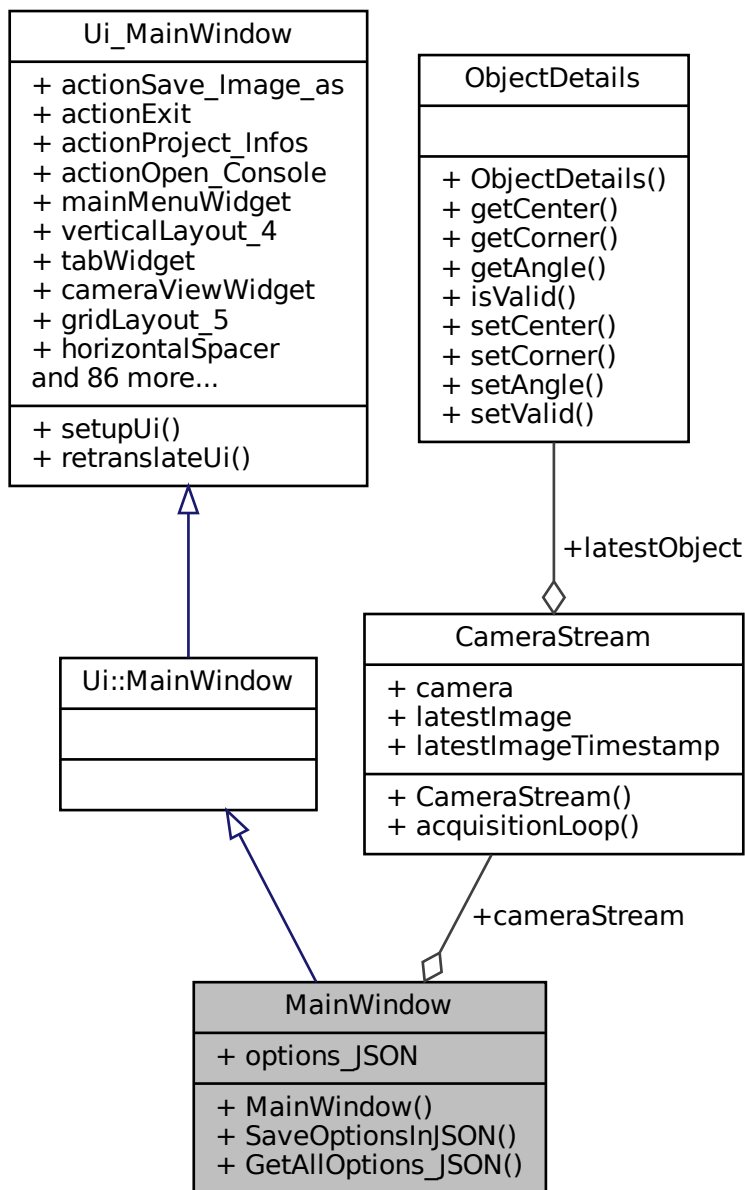 Ui_MainWindow
+ actionSave_Image_as
+ actionExit
+ actionProject_Infos
+ actionOpen_Console
+ mainMenuWidget
+ verticalLayout_4
+ tabWidget
+ cameraViewWidget
+ gridLayout_5
+ horizontalSpacer
and 86 more...
+ setupUi()
+ retranslateUi()
ObjectDetails
+ ObjectDetails()
+ getCenter()
+ getCorner()
+ getAngle()
+ isValid()
+ setCenter()
+ setCorner()
+ setAngle()
+ setValid()
+latestObject
Ui::MainWindow
CameraStream
+ camera
+ latestImage
+ latestImageTimestamp
+ CameraStream()
+ acquisitionLoop()
+cameraStream
MainWindow
+ options_JSON
+ MainWindow()
+ SaveOptionsInJSON()
+ GetAllOptions_JSON()